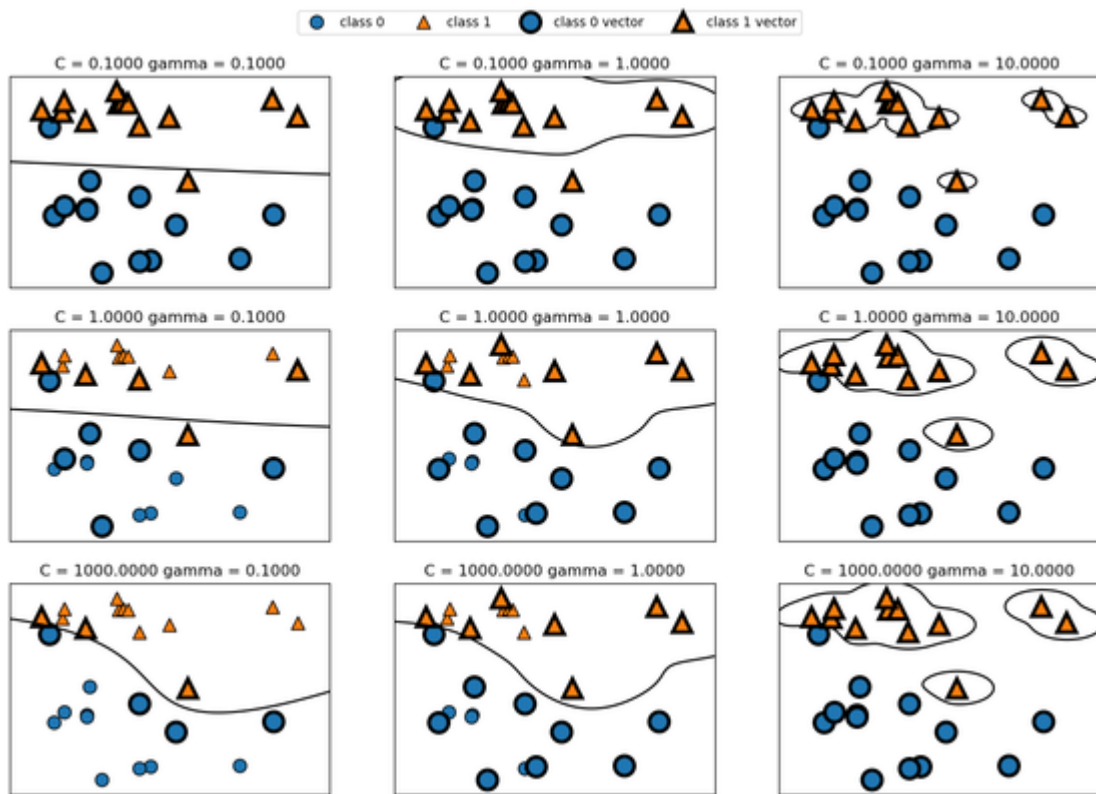 class 0 class 1 class 0 vector class 1 vector
C = 0.1000 gamma = 0.1000
C = 0.1000 gamma = 1.0000
C = 0.1000 gamma = 10.0000
C = 1.0000 gamma = 0.1000
C = 1.0000 gamma = 1.0000
C = 1.0000 gamma = 10.0000
C = 1000.0000 gamma = 0.1000
C = 1000.0000 gamma = 1.0000
C = 1000.0000 gamma = 10.0000